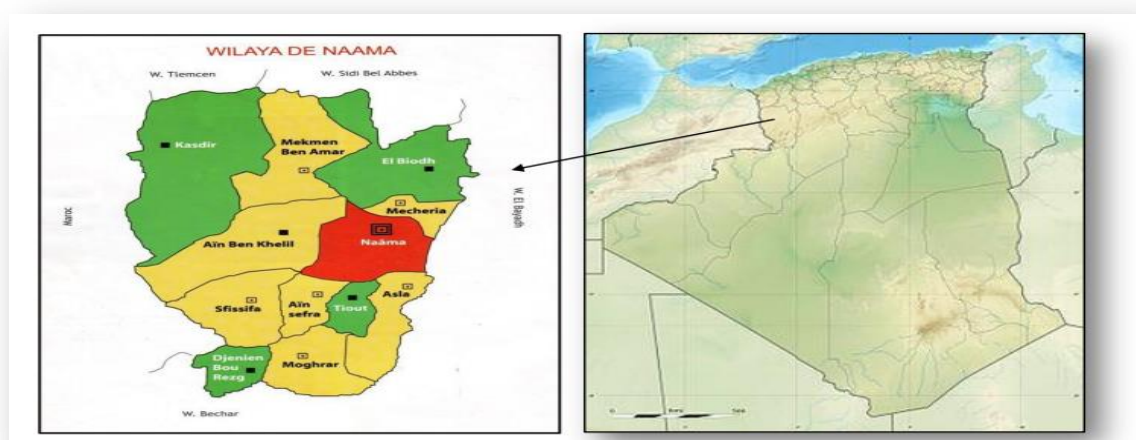 WILAYA DE NAAMA
W. Tlemcen
W. Sidi Bel Abbes
Kasdir
Mekmen
Ben Amar
El Biodh
Maroc
W. El Bayadh
Mecheria
Naâma
Aïn Ben Khelil
Sfissifa
Aïn
sefra
Tiout
Asla
Djenien
Bou
Rezg
Moghrar
W. Bechar
0